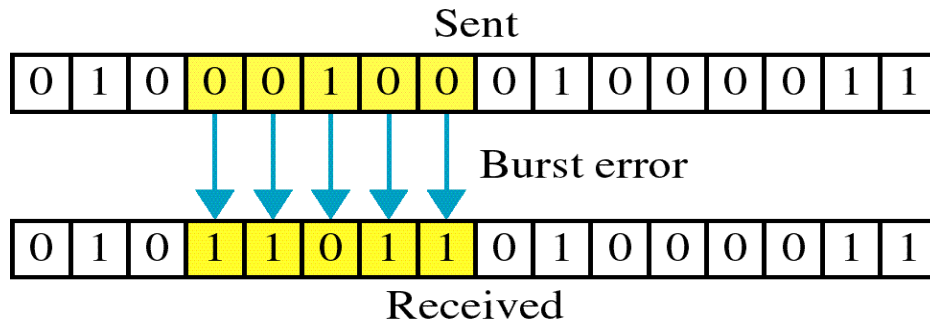 Sent
0 1 0 0 0 1 0 0 0 1 0 0 0 0 1 1
Burst error
0 1 0 1 1 0 1 1 0 1 0 0 0 0 1 1
Received